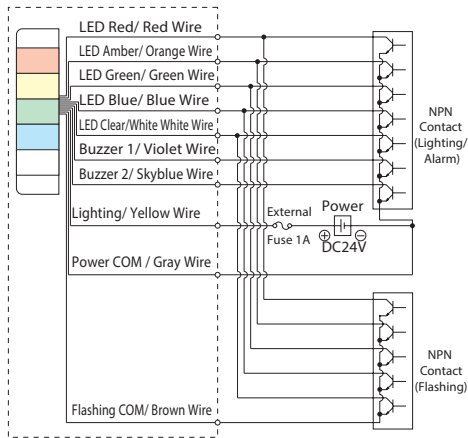 LED Red/ Red Wire
LED Amber/ Orange Wire
LED Green/ Green Wire
LED Blue/ Blue Wire
LED Clear/White White Wire
Buzzer 1/ Violet Wire
Buzzer 2/ Skyblue Wire
Lighting/ Yellow Wire
External
Fuse 1A
Power
⊕ ⊖
DC24V
Power COM / Gray Wire
Flashing COM/ Brown Wire
NPN
Contact
(Lighting/
Alarm)
NPN
Contact
(Flashing)